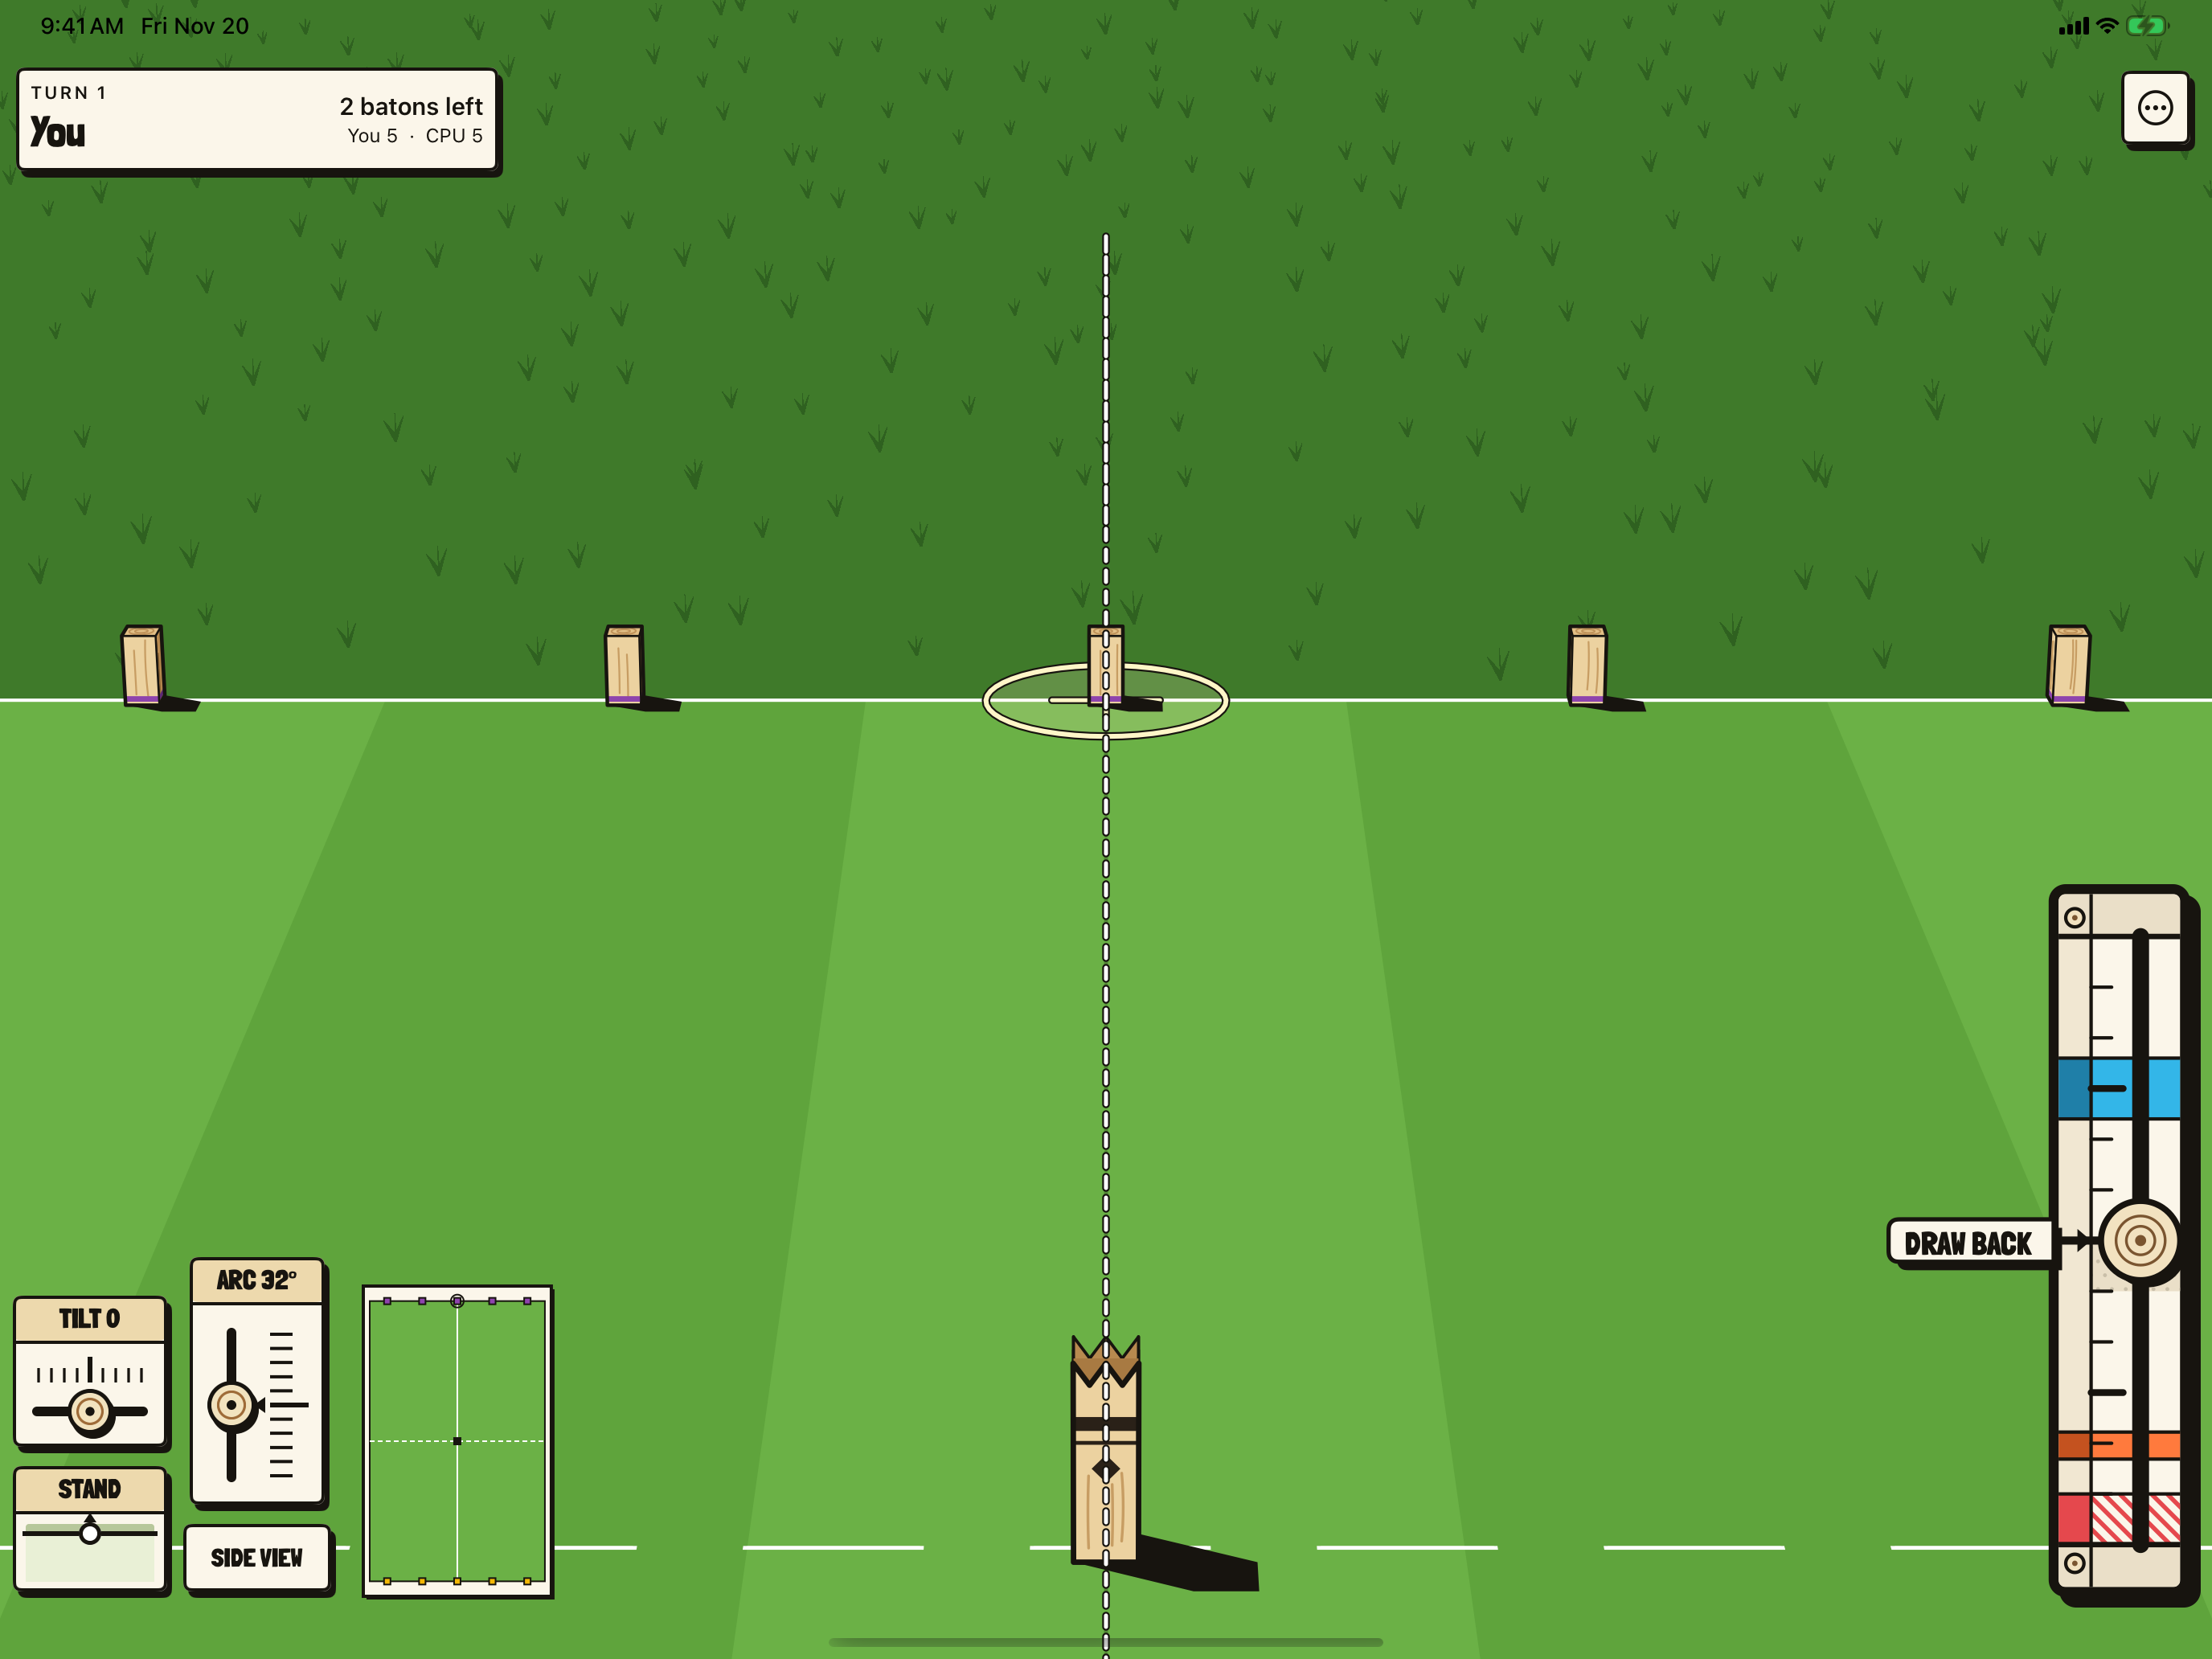 9:41 AM Fri Nov 20
TURN 1
You
2 batons left
You 5 · CPU 5
DRAW BACK
ARC 32°
TILT 0
STAND
SIDE VIEW